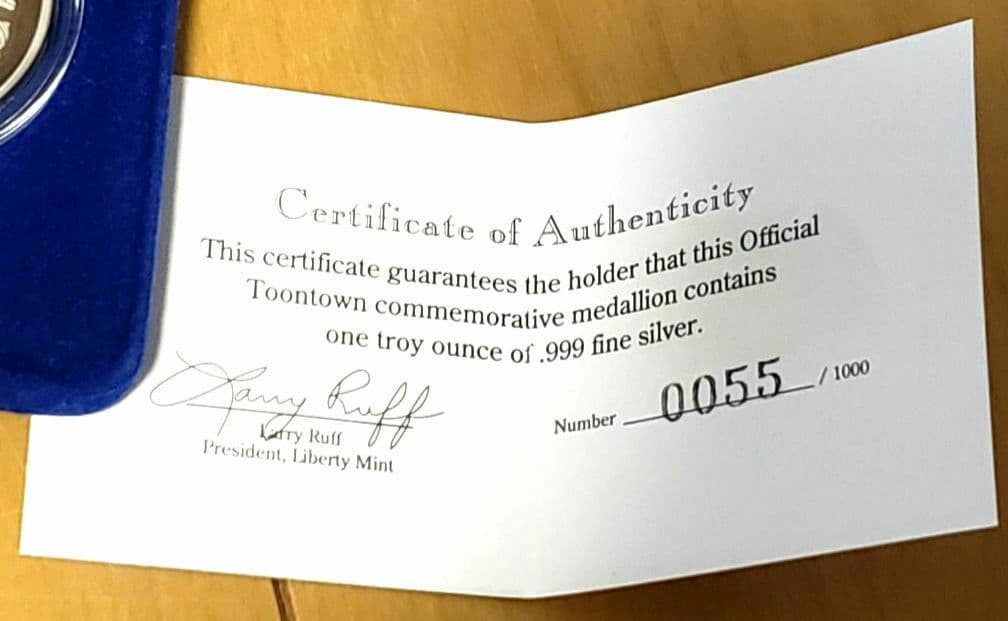 Certificate of Authenticity
This certificate guarantees the holder that this Official
Toontown commemorative medallion contains
one troy ounce of .999 fine silver.
Larry Ruff
Larry Ruff
President, Liberty Mint
Number 0055 / 1000